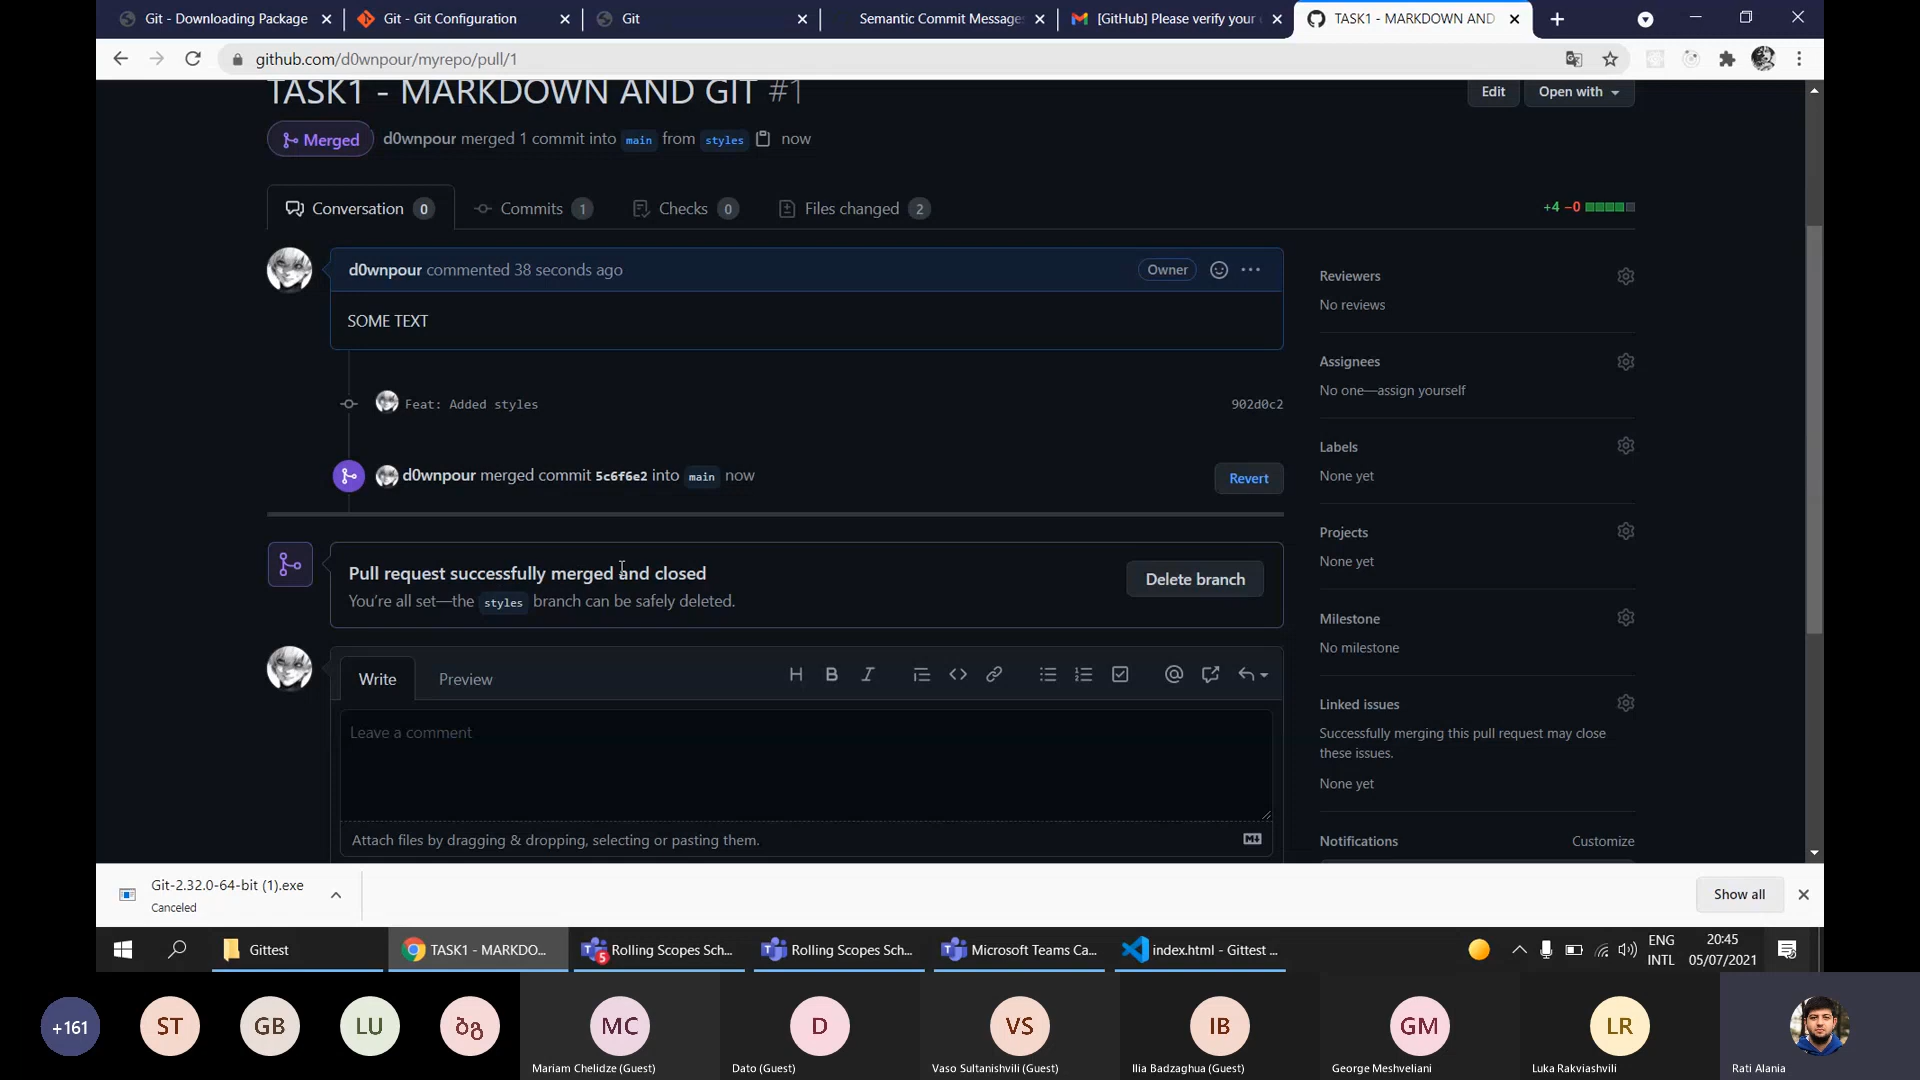 Git - Downloading Package
Git - Git Configuration
Git
Semantic Commit Message
[GitHub] Please verify your
TASK1 - MARKDOWN AND
github.com/d0wnpour/myrepo/pull/1
TASK1 - MARKDOWN AND GIT #1
Edit
Open with
Merged
d0wnpour merged 1 commit into main from styles now
Conversation 0
Commits 1
Checks 0
Files changed 2
+4 −0
d0wnpour commented 38 seconds ago
Owner
SOME TEXT
Feat: Added styles
902d0c2
d0wnpour merged commit 5c6f6e2 into main now
Revert
Pull request successfully merged and closed
You're all set—the styles branch can be safely deleted.
Delete branch
Write
Preview
H B I
Leave a comment
Attach files by dragging & dropping, selecting or pasting them.
Reviewers
No reviews
Assignees
No one—assign yourself
Labels
None yet
Projects
None yet
Milestone
No milestone
Linked issues
Successfully merging this pull request may close
these issues.
None yet
Notifications
Customize
Git-2.32.0-64-bit (1).exe
Canceled
Show all
Gittest
TASK1 - MARKDO...
5
Rolling Scopes Sch...
Rolling Scopes Sch...
Microsoft Teams Ca...
index.html - Gittest ...
ENG
INTL
20:45
05/07/2021
+161
ST
GB
LU
მგ
MC
D
VS
IB
GM
LR
Mariam Chelidze (Guest)
Dato (Guest)
Vaso Sultanishvili (Guest)
Ilia Badzaghua (Guest)
George Meshveliani
Luka Rakviashvili
Rati Alania